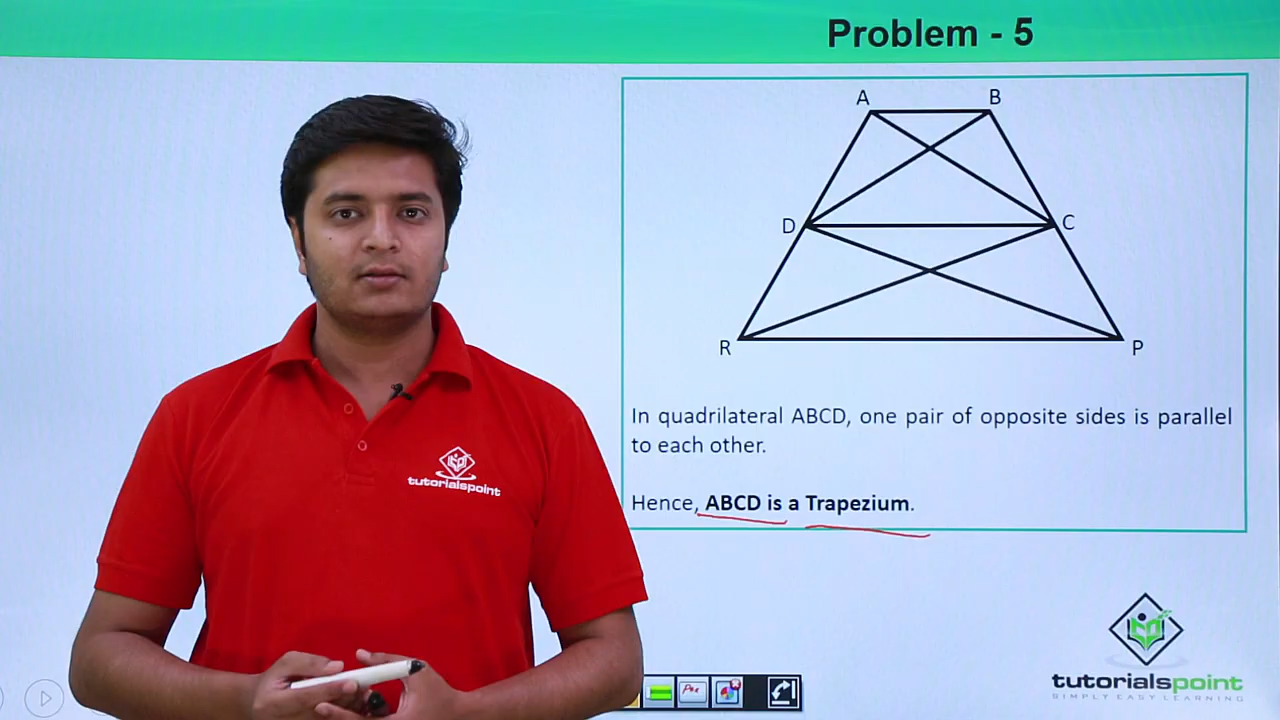 Problem - 5
A B
D C
R P
In quadrilateral ABCD, one pair of opposite sides is parallel
to each other.
Hence, ABCD is a Trapezium.
tutorialspoint
tutorialspoint
SIMPLY EASY LEARNING